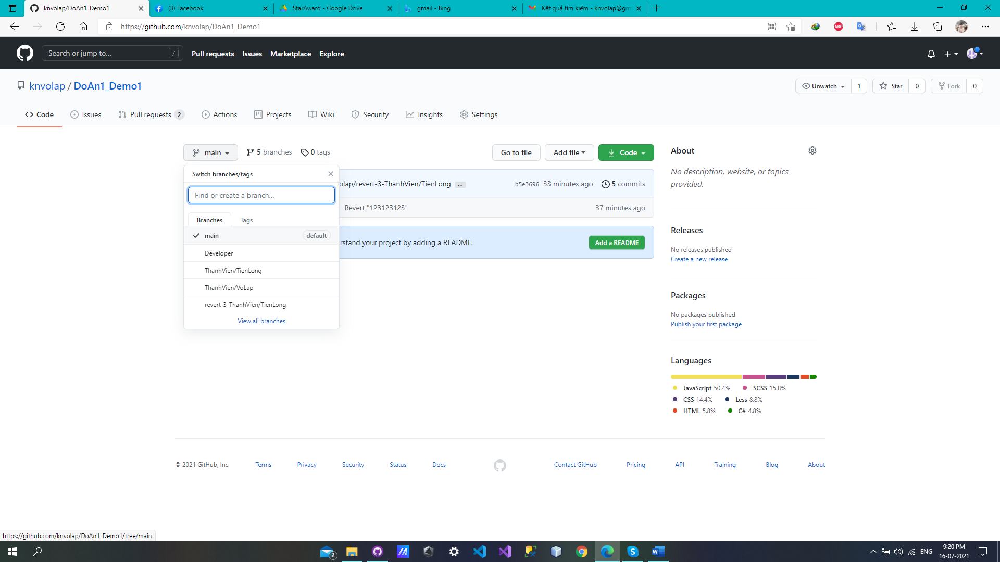 knvolap/DoAn1_Demo1
(3) Facebook
StarAward - Google Drive
gmail - Bing
Kết quả tìm kiếm - knvolap@gm
https://github.com/knvolap/DoAn1_Demo1
ABP
Search or jump to... /
Pull requests Issues Marketplace Explore
knvolap / DoAn1_Demo1
Unwatch 1 Star 0 Fork 0
Code Issues Pull requests 2 Actions Projects Wiki Security Insights Settings
main 5 branches 0 tags
Go to file Add file Code
Switch branches/tags
Find or create a branch...
Branches Tags
main default
Developer
ThanhVien/TienLong
ThanhVien/VoLap
revert-3-ThanhVien/TienLong
View all branches
olap/revert-3-ThanhVien/TienLong ... b5e3696 33 minutes ago 5 commits
Revert "123123123" 37 minutes ago
rstand your project by adding a README. Add a README
About
No description, website, or topics
provided.
Releases
No releases published
Create a new release
Packages
No packages published
Publish your first package
Languages
JavaScript 50.4% SCSS 15.8%
CSS 14.4% Less 8.8%
HTML 5.8% C# 4.8%
© 2021 GitHub, Inc. Terms Privacy Security Status Docs Contact GitHub Pricing API Training Blog About
https://github.com/knvolap/DoAn1_Demo1/tree/main
2
ENG
9:20 PM
16-07-2021